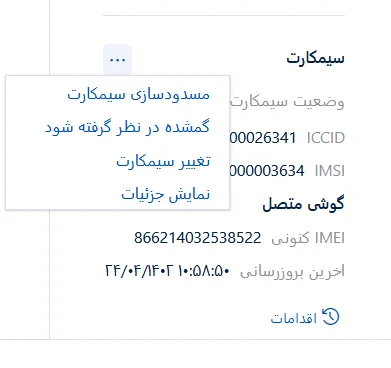 سیمکارت
...
مسدودسازی سیمکارت
وضعیت سیمکارت
گمشده در نظر گرفته شود
ICCID 00026341
تغییر سیمکارت
IMSI 000003634
نمایش جزئیات
گوشی متصل
IMEI کنونی 866214032538522
اخرین بروزرسانی ۲۴/۰۴/۱۴۰۲ ۱۰:۵۸:۵۰
اقدامات